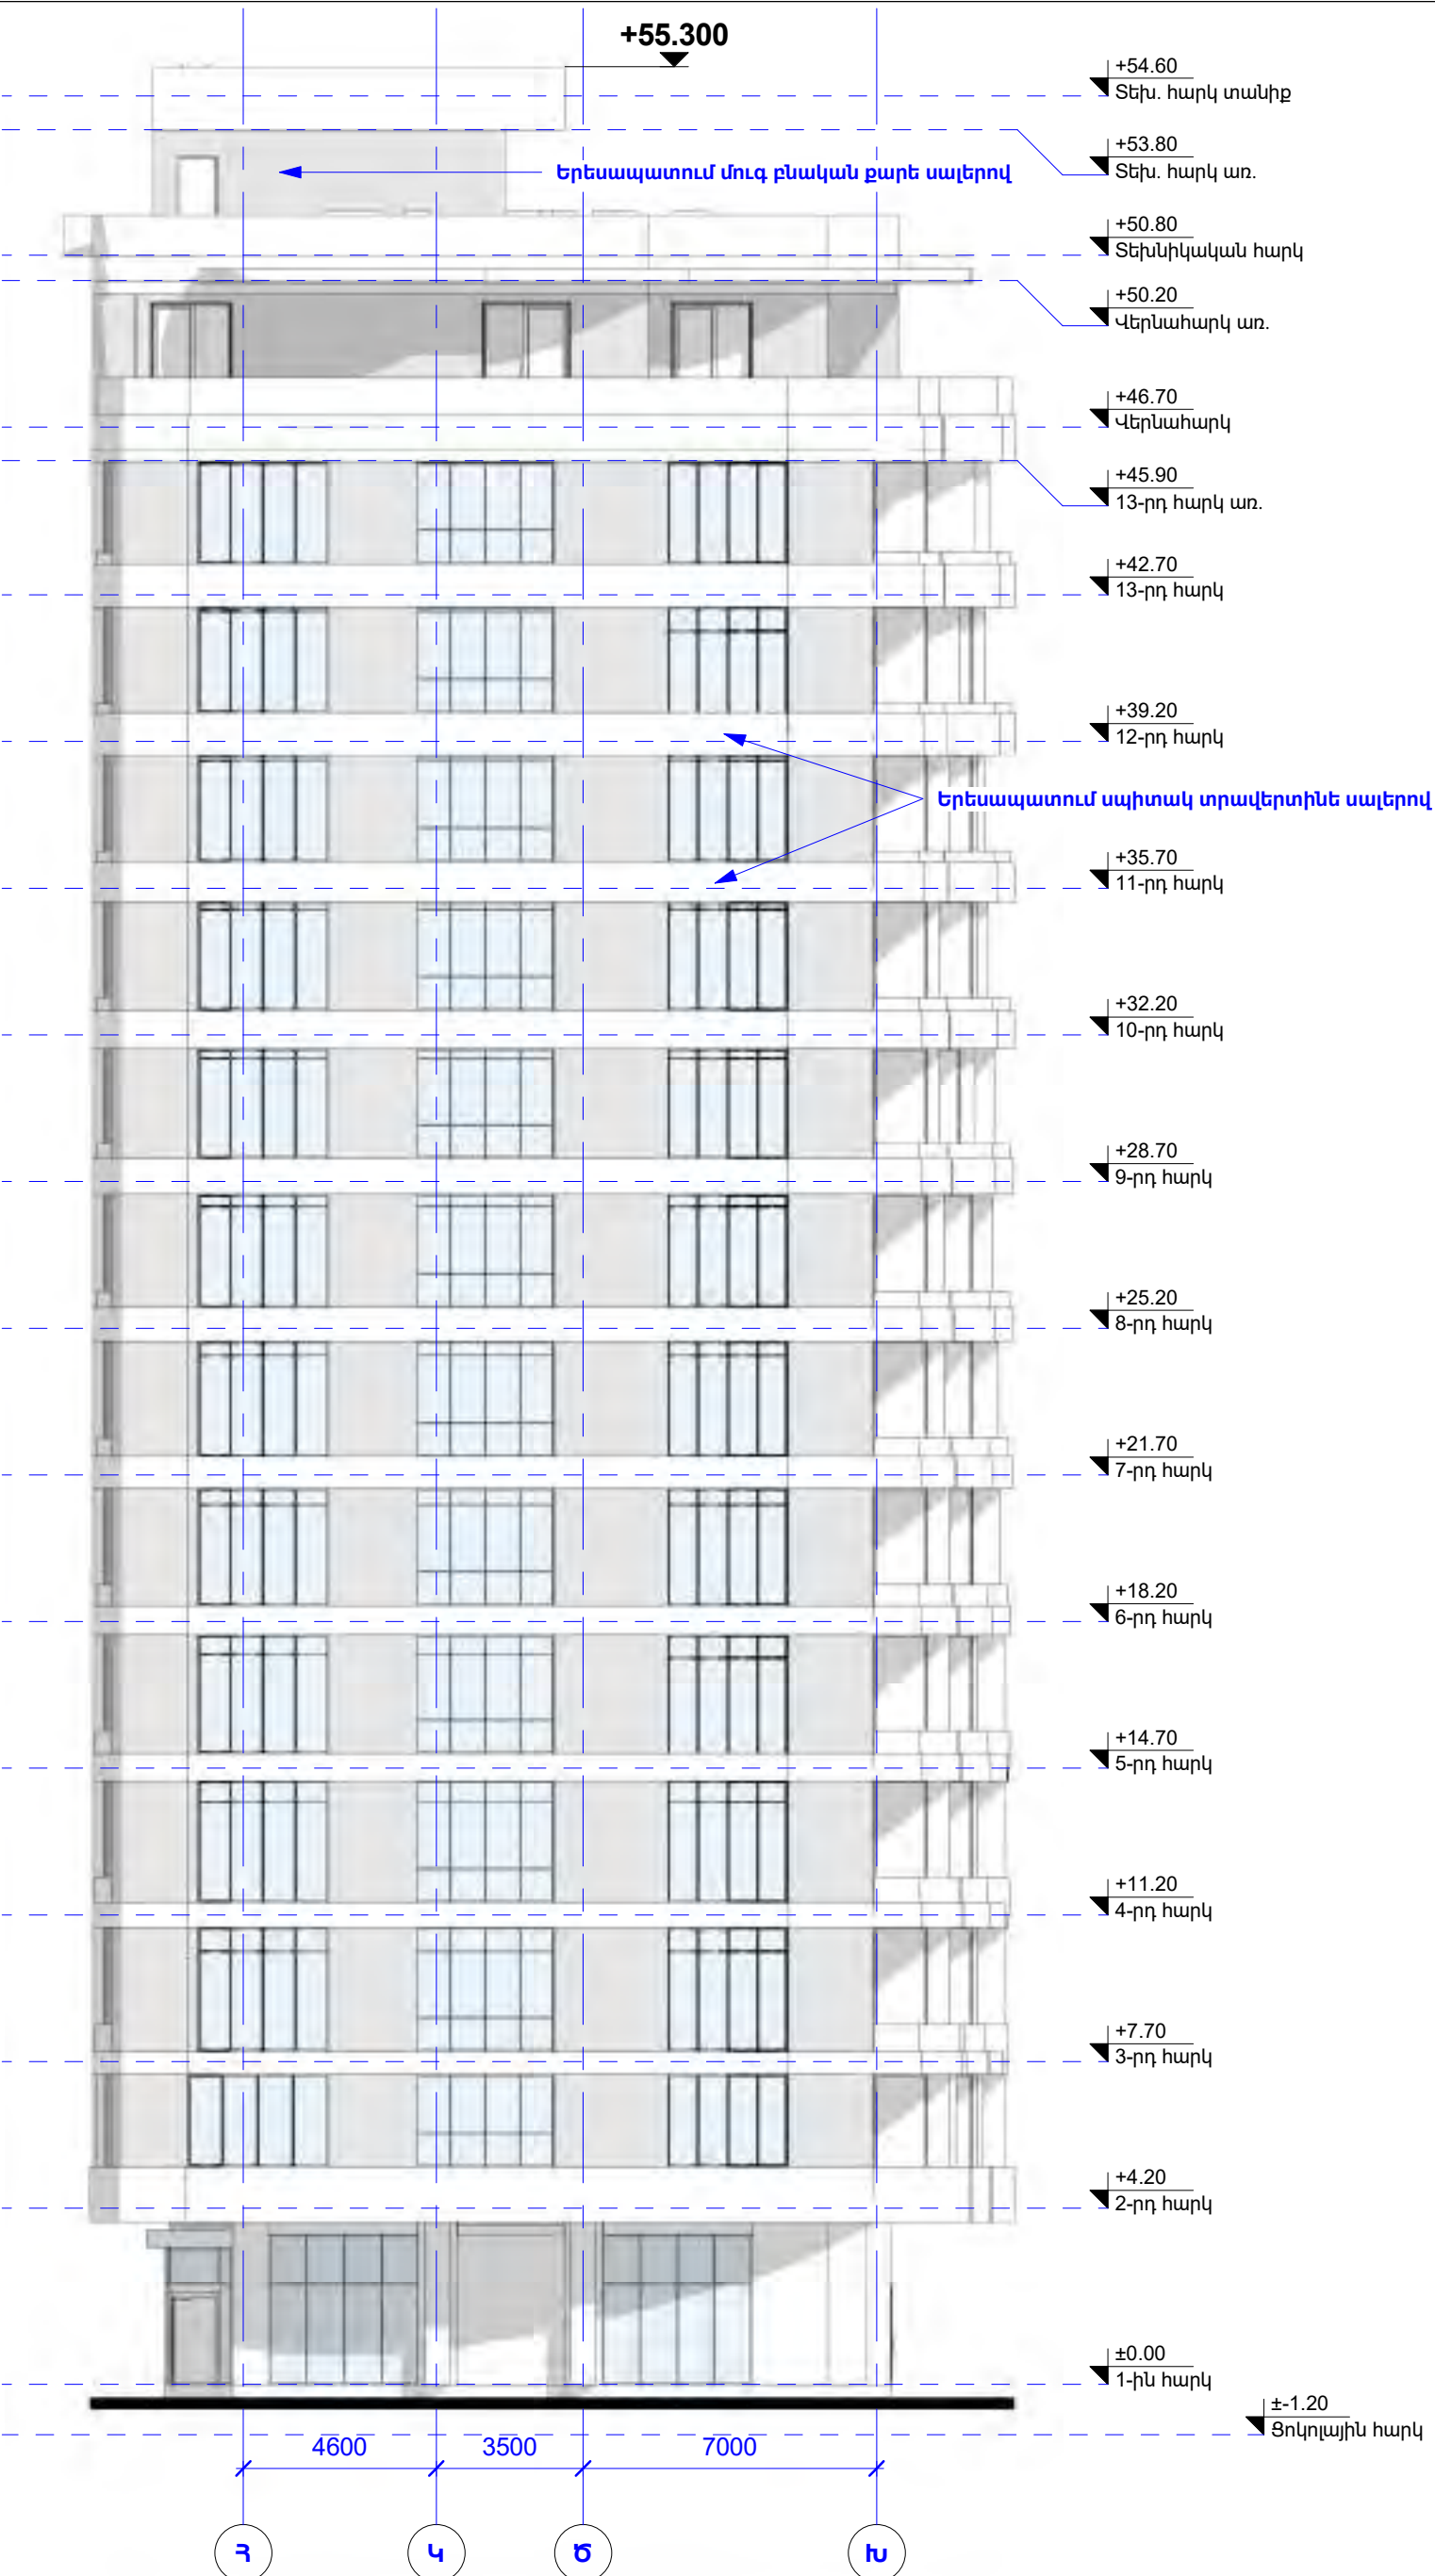 +55.300
+54.60
Տեխ. հարկ տանիք
+53.80
Տեխ. հարկ առ.
Երեսապատում մուգ բնական քարե սալերով
+50.80
Տեխնիկական հարկ
+50.20
Վերնահարկ առ.
+46.70
Վերնահարկ
+45.90
13-րդ հարկ առ.
+42.70
13-րդ հարկ
+39.20
12-րդ հարկ
Երեսապատում սպիտակ տրավերտինե սալերով
+35.70
11-րդ հարկ
+32.20
10-րդ հարկ
+28.70
9-րդ հարկ
+25.20
8-րդ հարկ
+21.70
7-րդ հարկ
+18.20
6-րդ հարկ
+14.70
5-րդ հարկ
+11.20
4-րդ հարկ
+7.70
3-րդ հարկ
+4.20
2-րդ հարկ
±0.00
1-ին հարկ
±-1.20
Ցոկոլային հարկ
4600 3500 7000
Հ Կ Ծ Խ